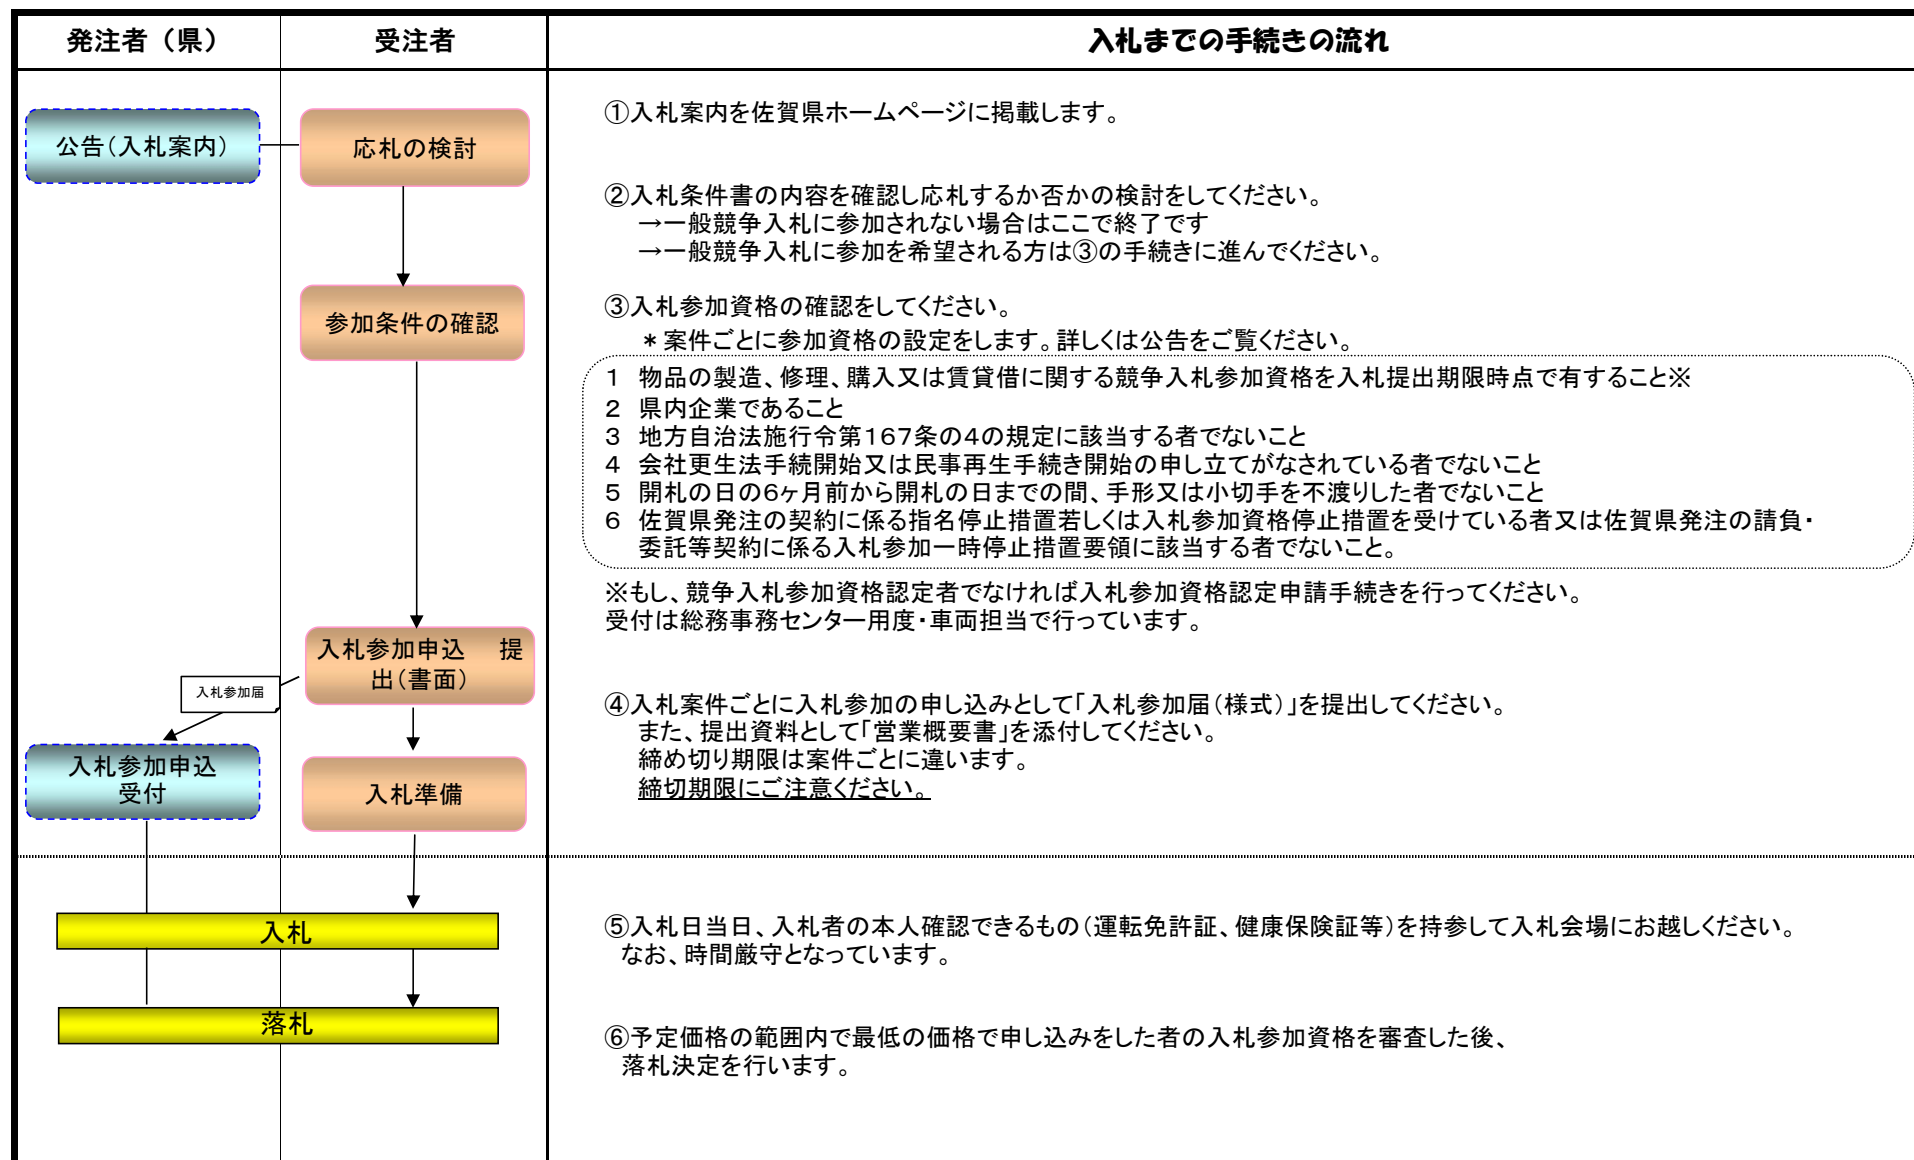 発注者（県）
受注者
入札までの手続きの流れ
公告（入札案内）
応札の検討
①入札案内を佐賀県ホームページに掲載します。
②入札条件書の内容を確認し応札するか否かの検討をしてください。
→一般競争入札に参加されない場合はここで終了です
→一般競争入札に参加を希望される方は③の手続きに進んでください。
参加条件の確認
③入札参加資格の確認をしてください。
＊案件ごとに参加資格の設定をします。詳しくは公告をご覧ください。
１　物品の製造、修理、購入又は賃貸借に関する競争入札参加資格を入札提出期限時点で有すること※
２　県内企業であること
３　地方自治法施行令第１６７条の４の規定に該当する者でないこと
４　会社更生法手続開始又は民事再生手続き開始の申し立てがなされている者でないこと
５　開札の日の６ヶ月前から開札の日までの間、手形又は小切手を不渡りした者でないこと
６　佐賀県発注の契約に係る指名停止措置若しくは入札参加資格停止措置を受けている者又は佐賀県発注の請負・
委託等契約に係る入札参加一時停止措置要領に該当する者でないこと。
※もし、競争入札参加資格認定者でなければ入札参加資格認定申請手続きを行ってください。
受付は総務事務センター用度・車両担当で行っています。
入札参加申込　提
出（書面）
入札参加届
④入札案件ごとに入札参加の申し込みとして「入札参加届（様式）」を提出してください。
また、提出資料として「営業概要書」を添付してください。
締め切り期限は案件ごとに違います。
締切期限にご注意ください。
入札参加申込
受付
入札準備
入札
⑤入札日当日、入札者の本人確認できるもの（運転免許証、健康保険証等）を持参して入札会場にお越しください。
なお、時間厳守となっています。
落札
⑥予定価格の範囲内で最低の価格で申し込みをした者の入札参加資格を審査した後、
落札決定を行います。